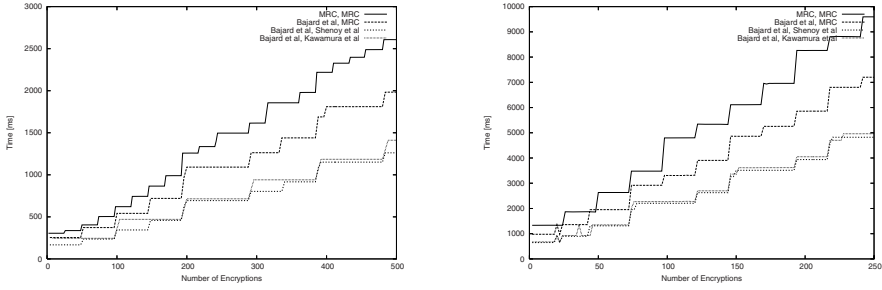 3000
2500
2000
1500
1000
500
0
Time [ms]
0 100 200 300 400 500
Number of Encryptions
MRC, MRC
Bajard et al, MRC
Bajard et al, Shenoy et al
Bajard et al, Kawamura et al
10000
9000
8000
7000
6000
5000
4000
3000
2000
1000
0
Time [ms]
0 50 100 150 200 250
Number of Encryptions
MRC, MRC
Bajard et al, MRC
Bajard et al, Shenoy et al
Bajard et al, Kawamura et al